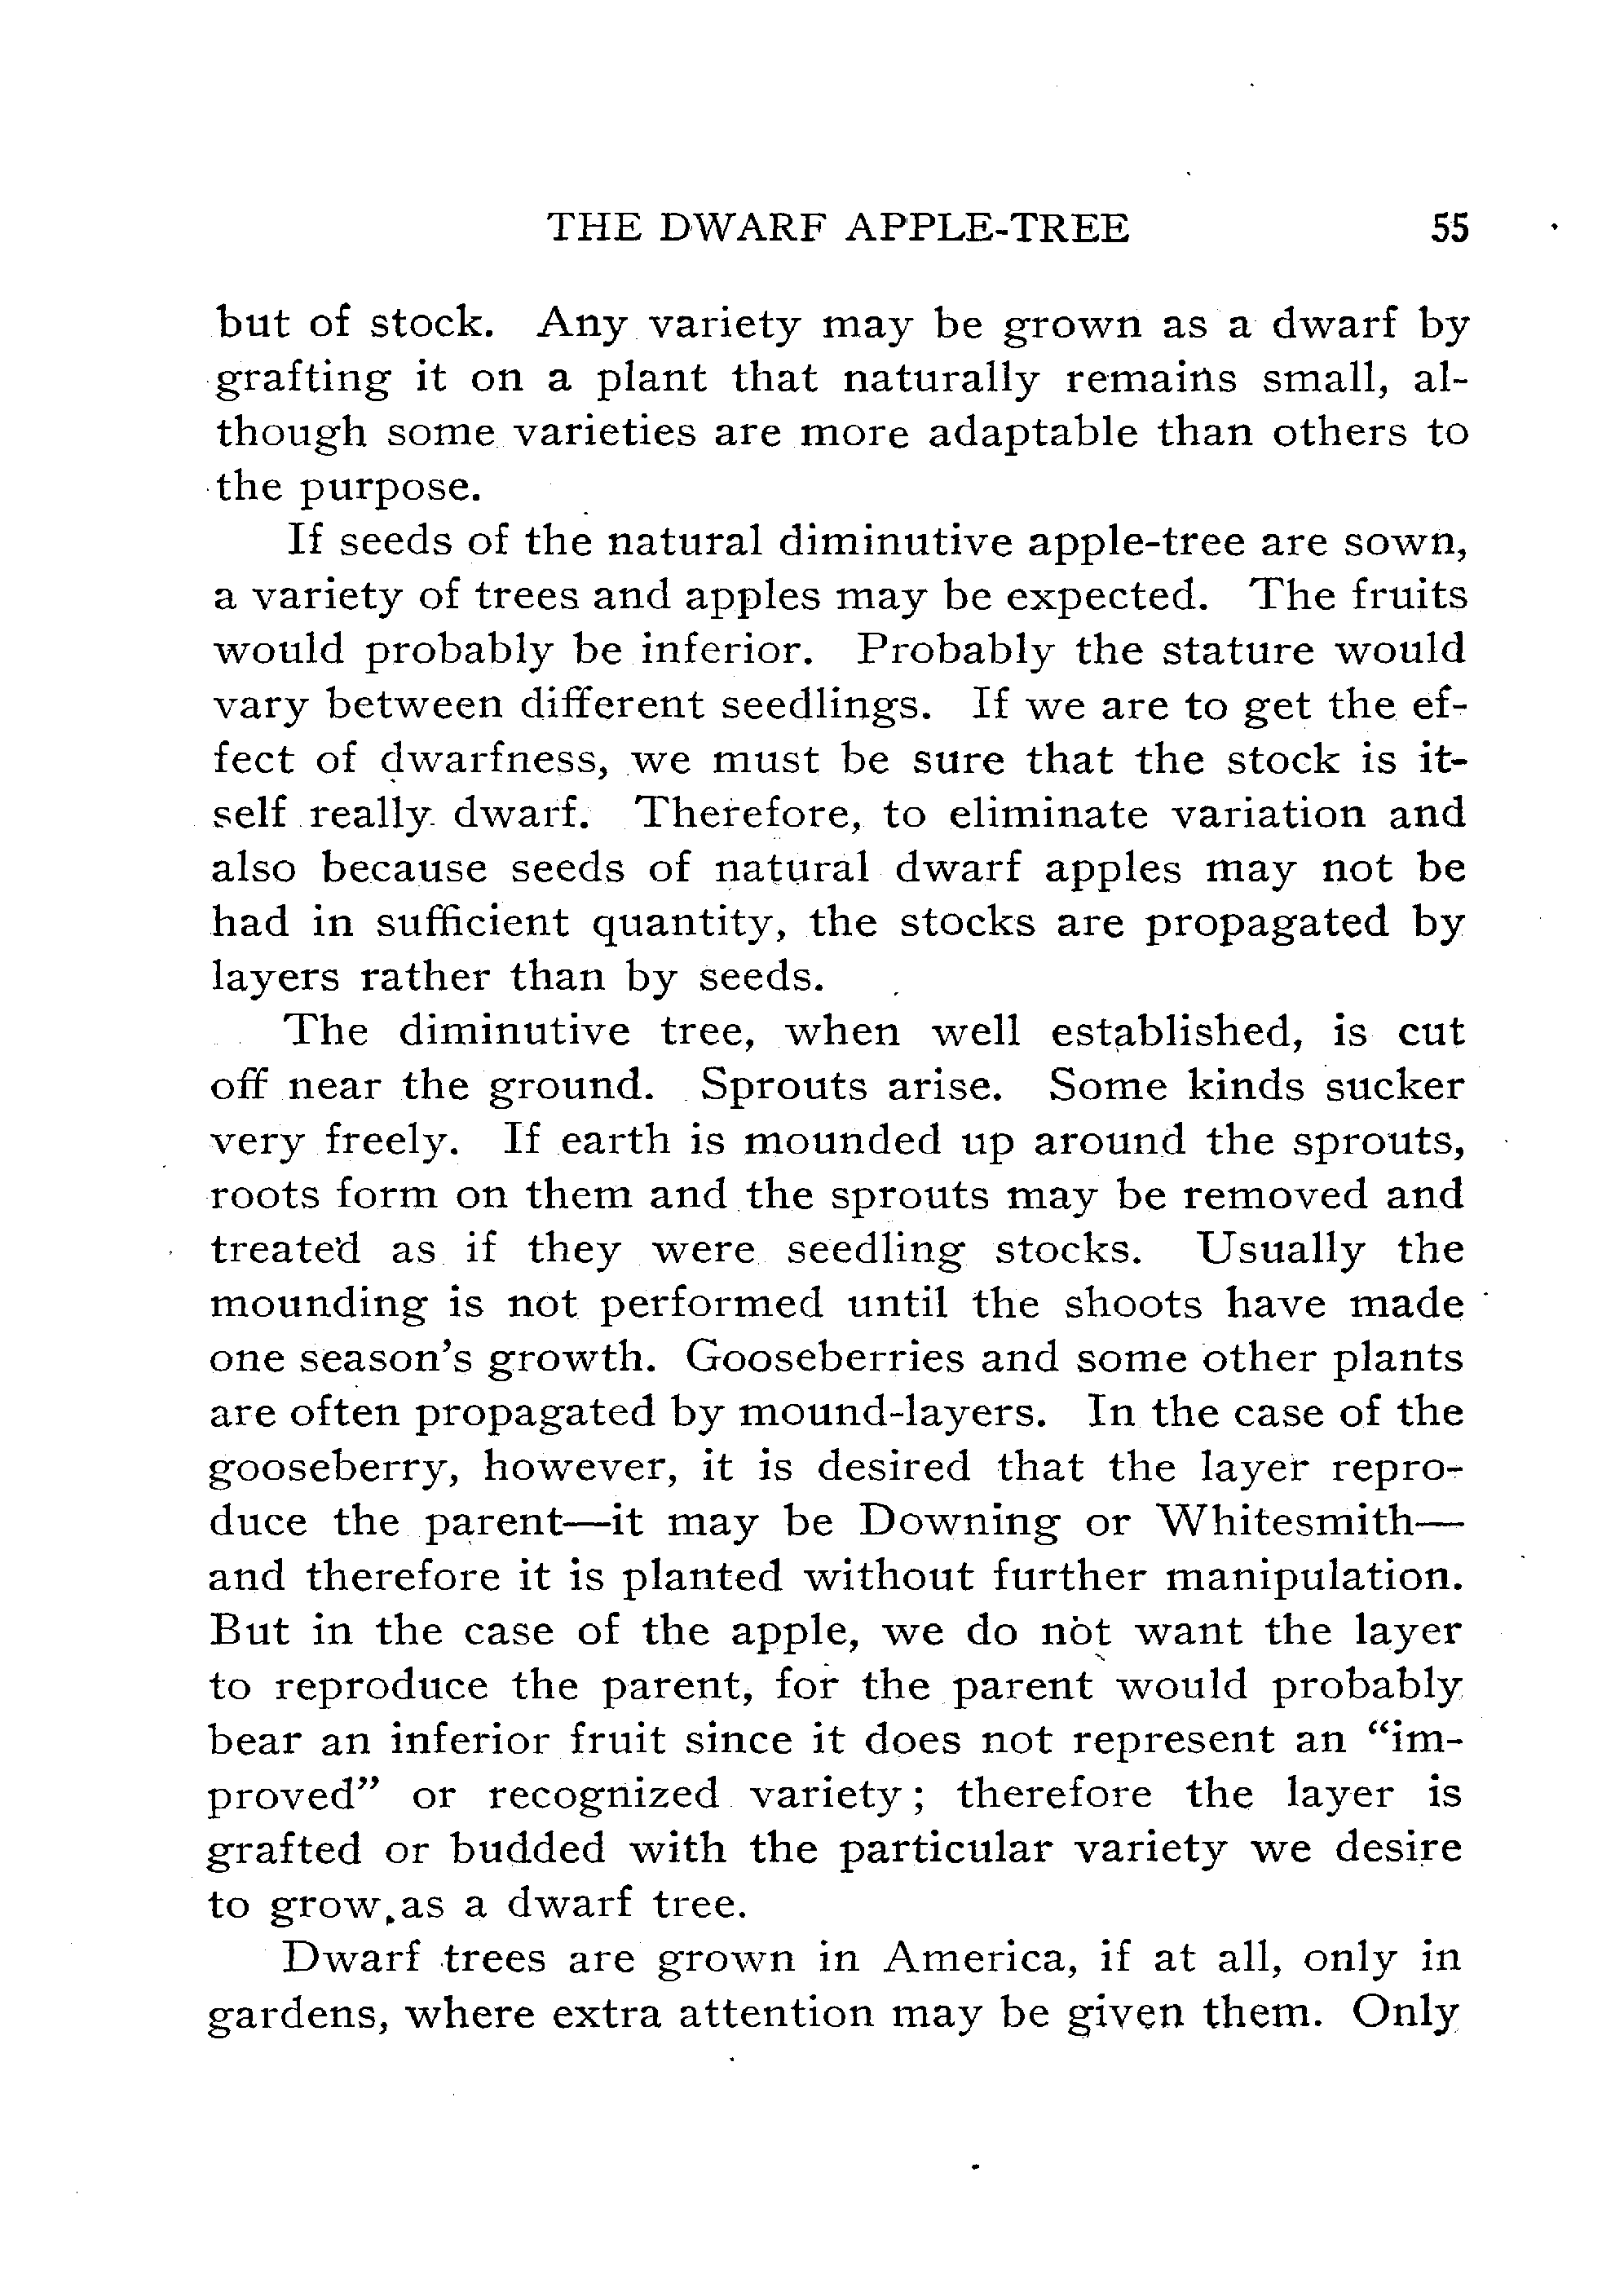 THE DWARF APPLE-TREE 55
but of stock. Any variety may be grown as a dwarf by
grafting it on a plant that naturally remains small, al-
though some varieties are more adaptable than others to
the purpose.
If seeds of the natural diminutive apple-tree are sown,
a variety of trees and apples may be expected. The fruits
would probably be inferior. Probably the stature would
vary between different seedlings. If we are to get the ef-
fect of dwarfness, we must be sure that the stock is it-
self really dwarf. Therefore, to eliminate variation and
also because seeds of natural dwarf apples may not be
had in sufficient quantity, the stocks are propagated by
layers rather than by seeds.
The diminutive tree, when well established, is cut
off near the ground. Sprouts arise. Some kinds sucker
very freely. If earth is mounded up around the sprouts,
roots form on them and the sprouts may be removed and
treated as if they were seedling stocks. Usually the
mounding is not performed until the shoots have made
one season's growth. Gooseberries and some other plants
are often propagated by mound-layers. In the case of the
gooseberry, however, it is desired that the layer repro-
duce the parent—it may be Downing or Whitesmith—
and therefore it is planted without further manipulation.
But in the case of the apple, we do not want the layer
to reproduce the parent, for the parent would probably
bear an inferior fruit since it does not represent an “im-
proved” or recognized variety; therefore the layer is
grafted or budded with the particular variety we desire
to grow as a dwarf tree.
Dwarf trees are grown in America, if at all, only in
gardens, where extra attention may be given them. Only